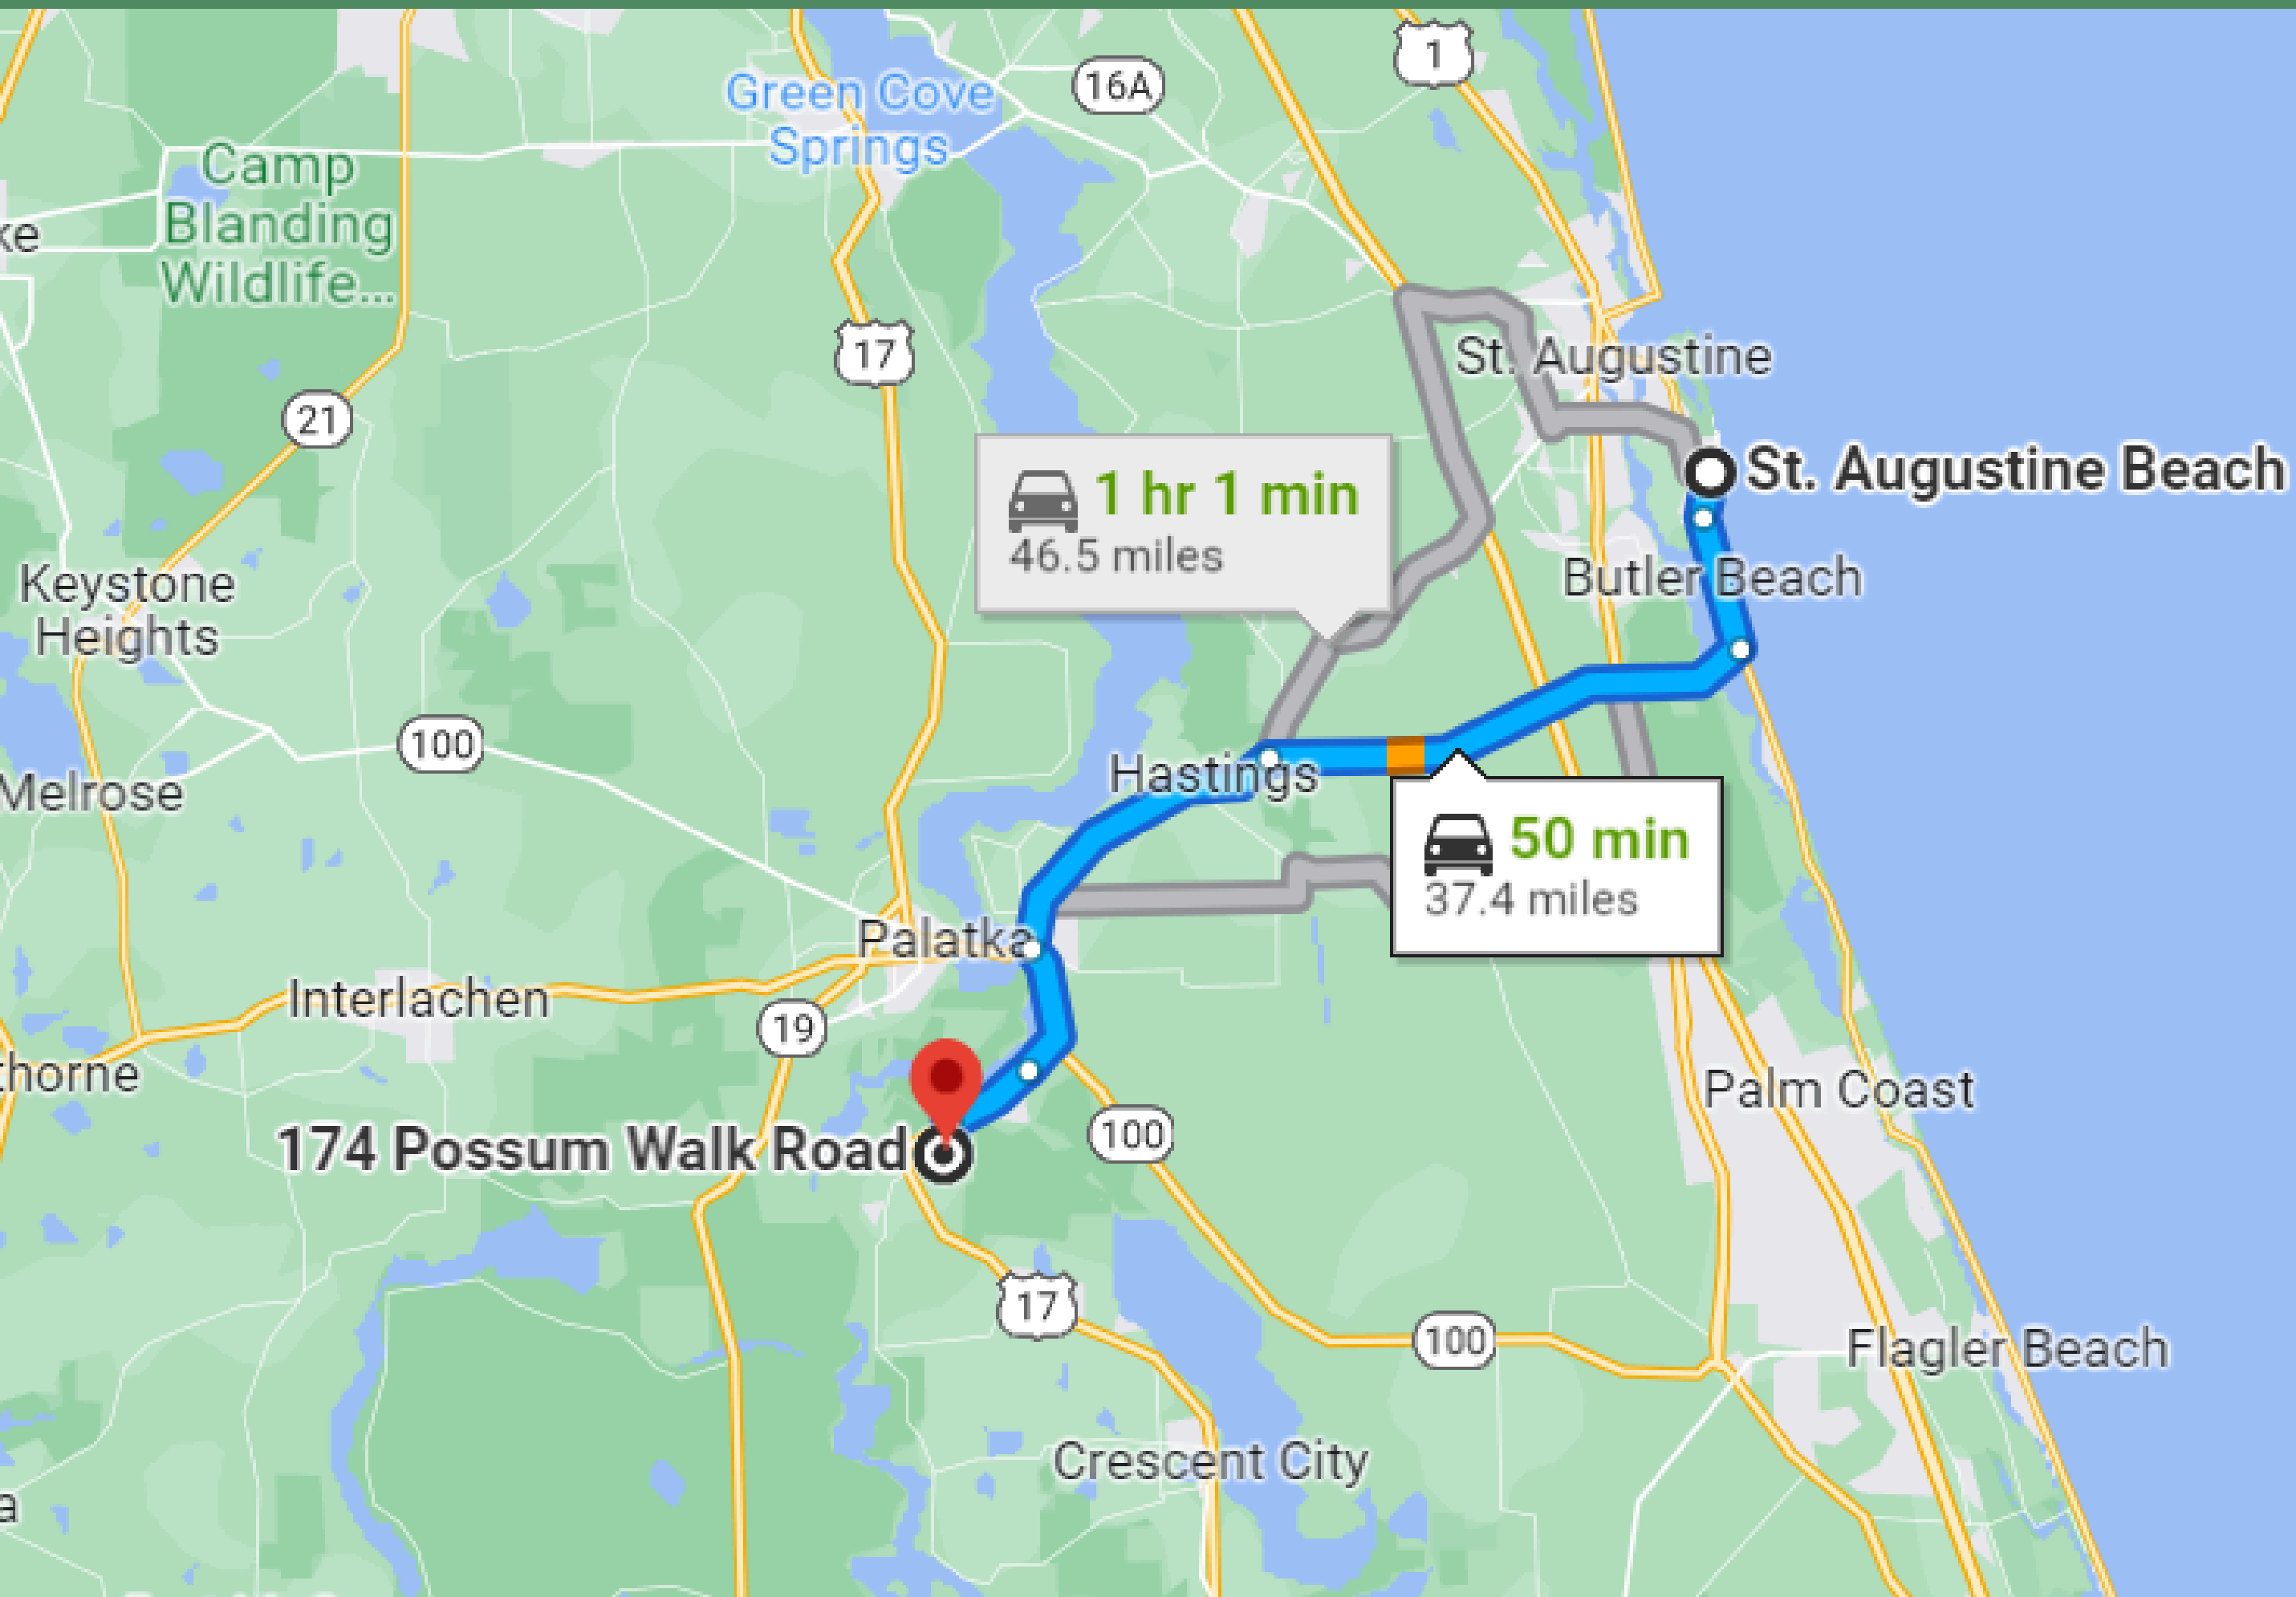 1
16A
Green Cove
Springs
Camp
Blanding
Wildlife...
ke
17
St. Augustine
21
St. Augustine Beach
1 hr 1 min
46.5 miles
Butler Beach
Keystone
Heights
100
Hastings
Melrose
50 min
37.4 miles
Palatka
Interlachen
19
thorne
Palm Coast
100
174 Possum Walk Road
17
100
Flagler Beach
Crescent City
a